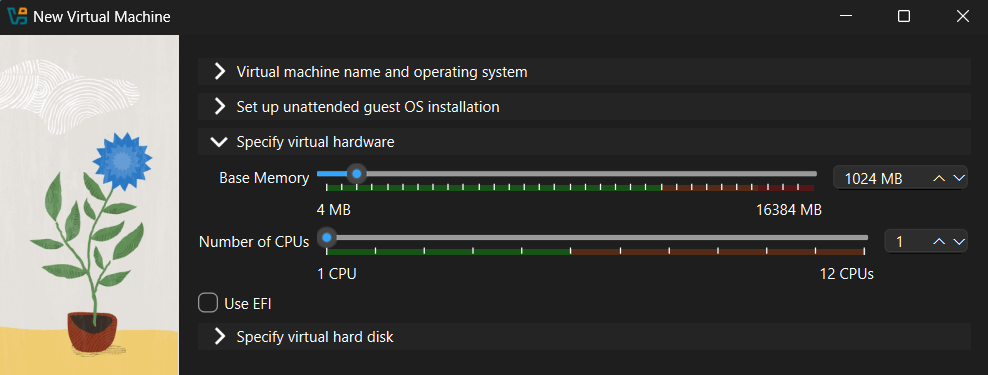 New Virtual Machine
Virtual machine name and operating system
Set up unattended guest OS installation
Specify virtual hardware
Base Memory 1024 MB
4 MB 16384 MB
Number of CPUs 1
1 CPU 12 CPUs
Use EFI
Specify virtual hard disk